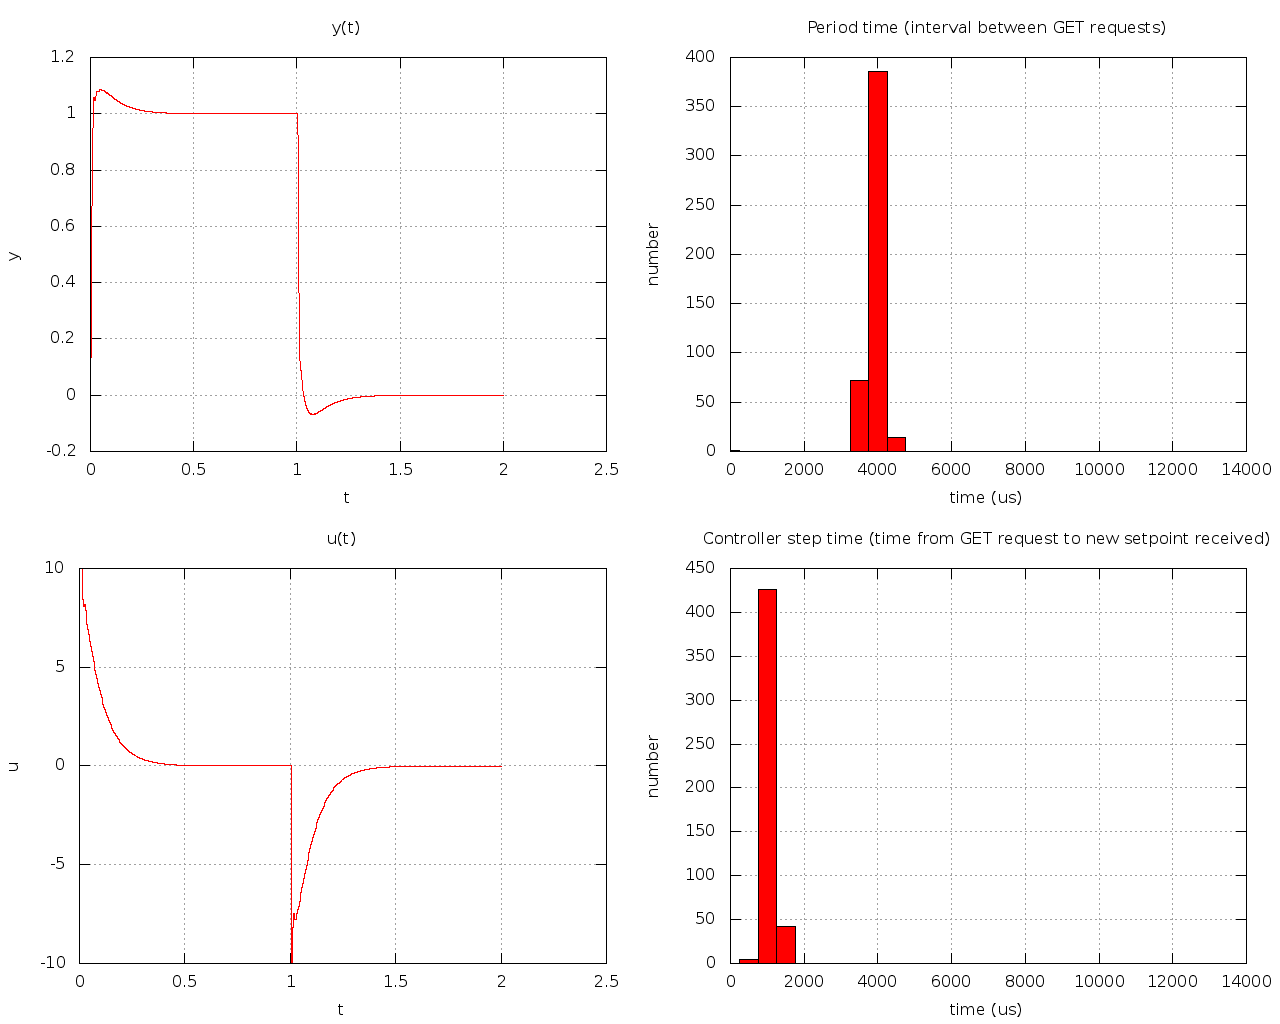 y(t)
1.2
1
0.8
0.6
0.4
0.2
0
-0.2
y
0 0.5 1 1.5 2 2.5
t
Period time (interval between GET requests)
400
350
300
250
200
150
100
50
0
number
0 2000 4000 6000 8000 10000 12000 14000
time (us)
u(t)
10
5
0
-5
-10
u
0 0.5 1 1.5 2 2.5
t
Controller step time (time from GET request to new setpoint received)
450
400
350
300
250
200
150
100
50
0
number
0 2000 4000 6000 8000 10000 12000 14000
time (us)